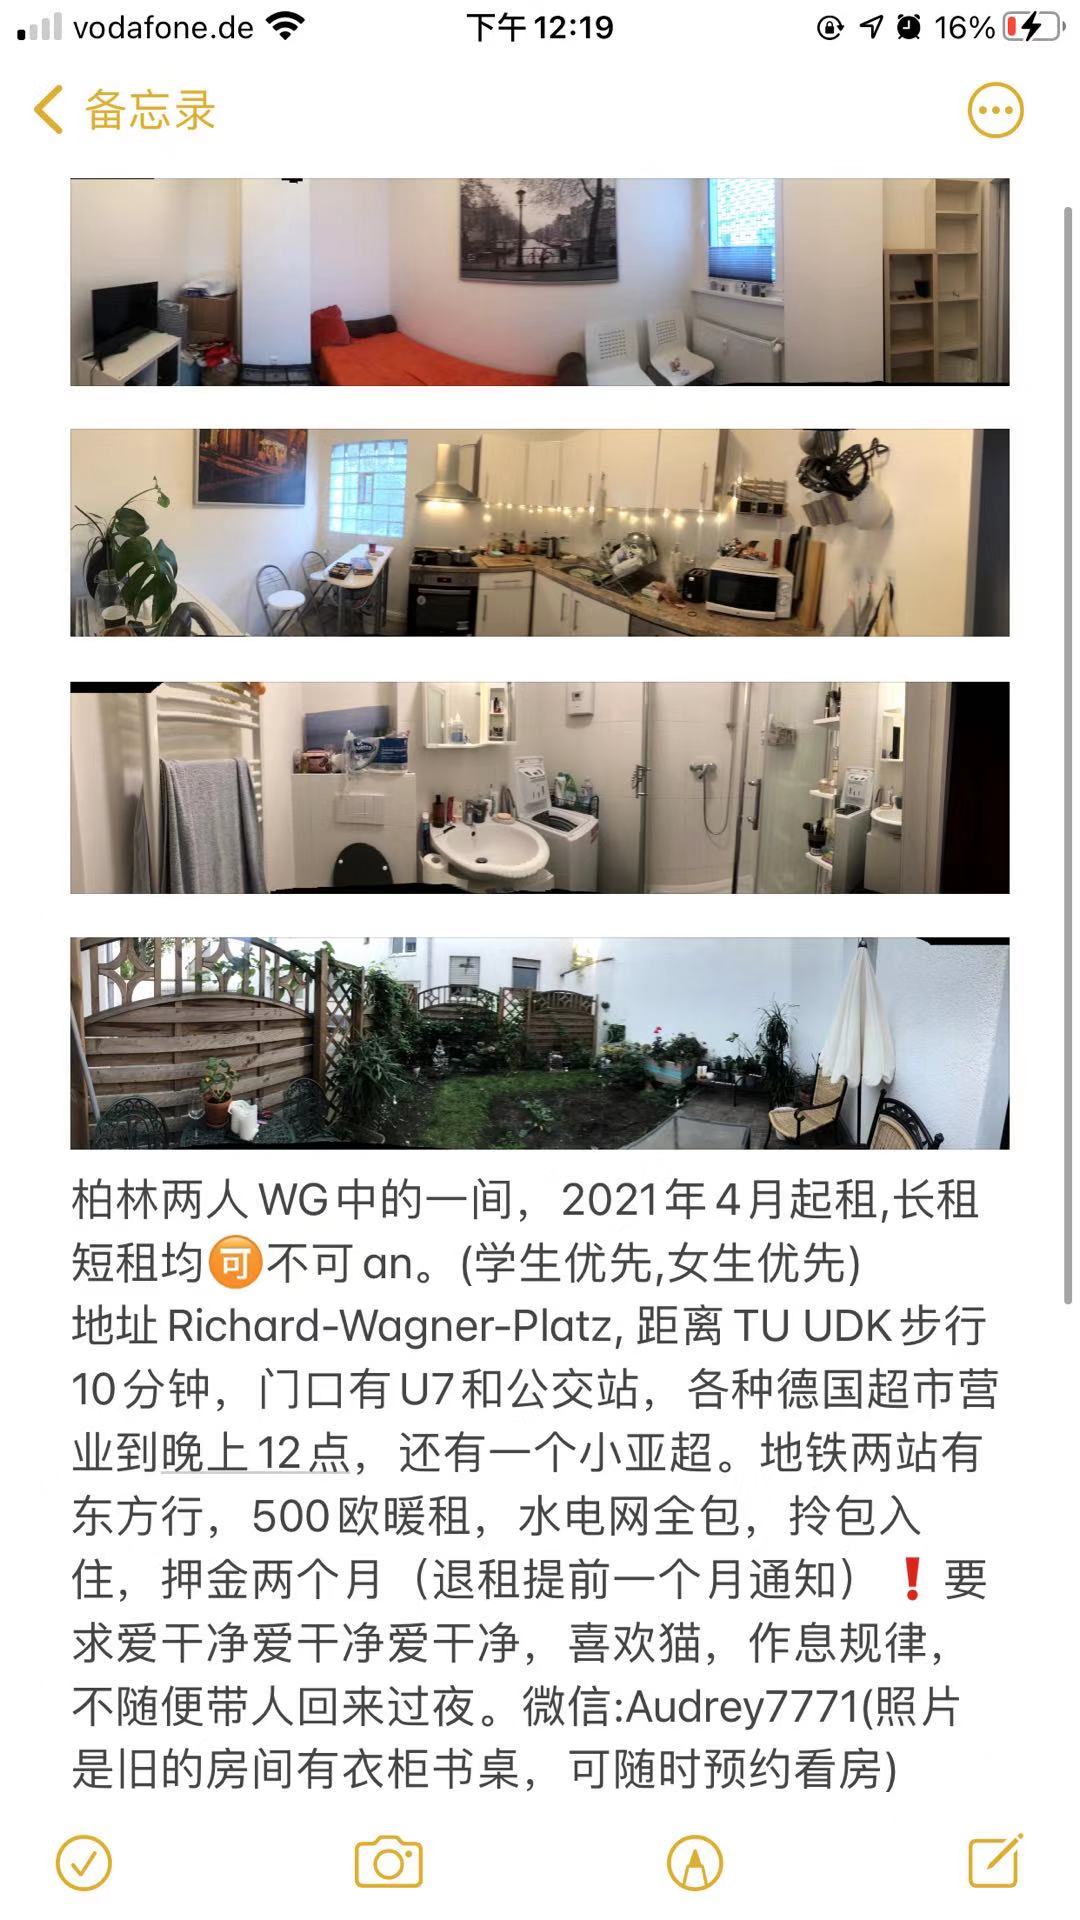 vodafone.de 下午12:19 16%
备忘录
柏林两人WG中的一间，2021年4月起租,长租
短租均🉑不可an。(学生优先,女生优先)
地址Richard-Wagner-Platz, 距离TU UDK步行
10分钟，门口有U7和公交站，各种德国超市营
业到晚上12点，还有一个小亚超。地铁两站有
东方行，500欧暖租，水电网全包，拎包入
住，押金两个月（退租提前一个月通知）❗要
求爱干净爱干净爱干净，喜欢猫，作息规律，
不随便带人回来过夜。微信:Audrey7771(照片
是旧的房间有衣柜书桌，可随时预约看房)